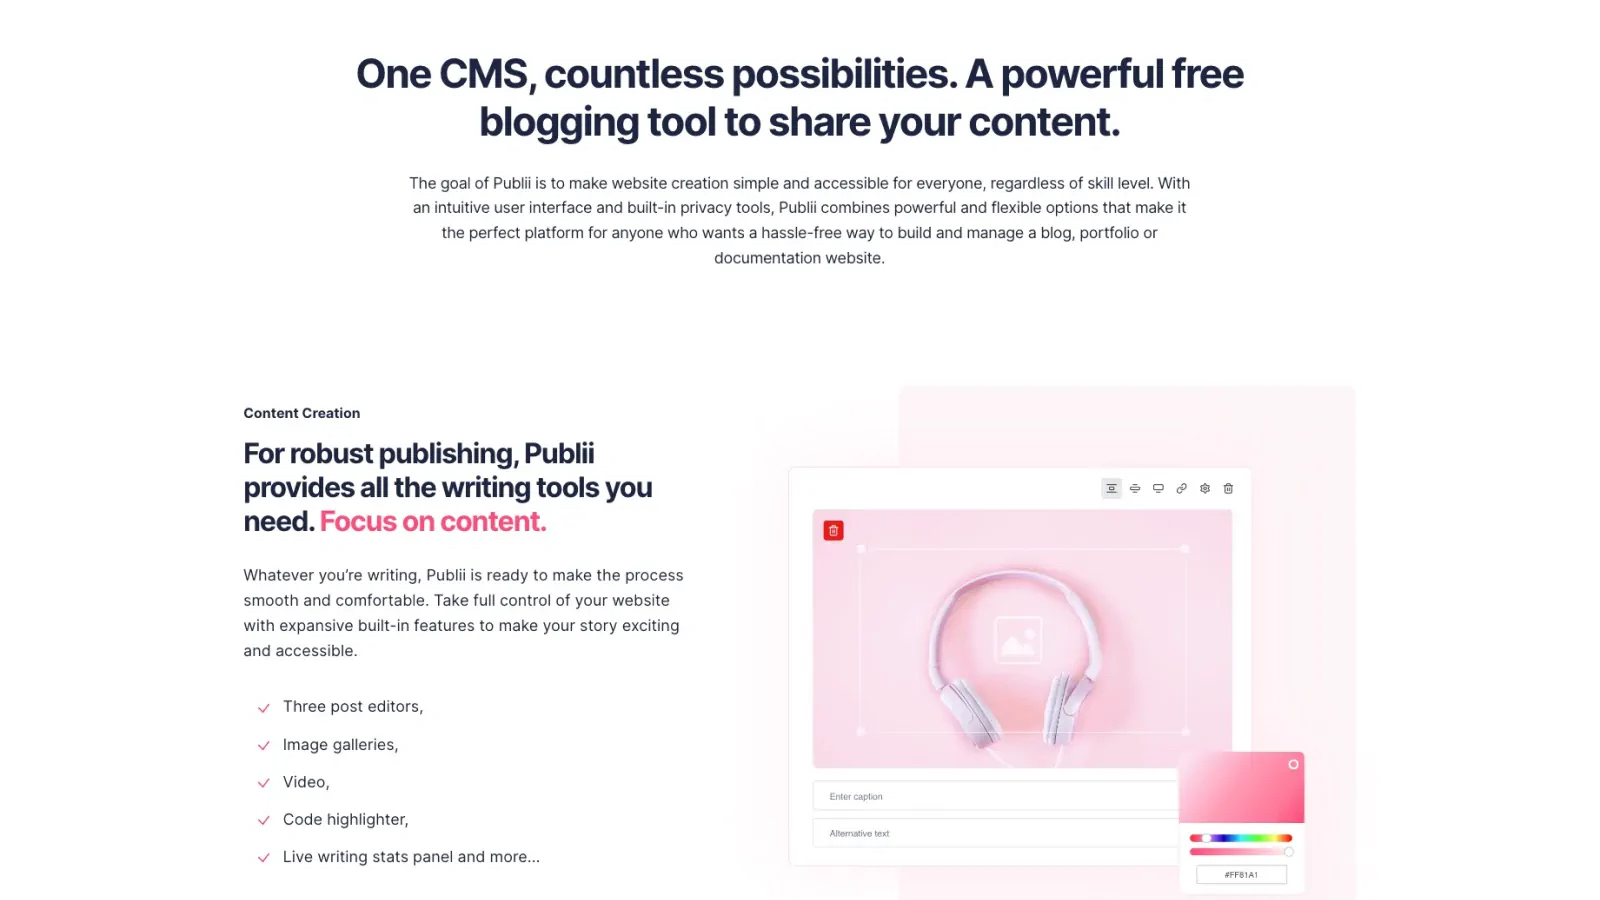 One CMS, countless possibilities. A powerful free
blogging tool to share your content.
The goal of Publii is to make website creation simple and accessible for everyone, regardless of skill level. With
an intuitive user interface and built-in privacy tools, Publii combines powerful and flexible options that make it
the perfect platform for anyone who wants a hassle-free way to build and manage a blog, portfolio or
documentation website.
Content Creation
For robust publishing, Publii
provides all the writing tools you
need. Focus on content.
Whatever you’re writing, Publii is ready to make the process
smooth and comfortable. Take full control of your website
with expansive built-in features to make your story exciting
and accessible.
Three post editors,
Image galleries,
Video,
Code highlighter,
Live writing stats panel and more...
Enter caption
Alternative text
#FF81A1